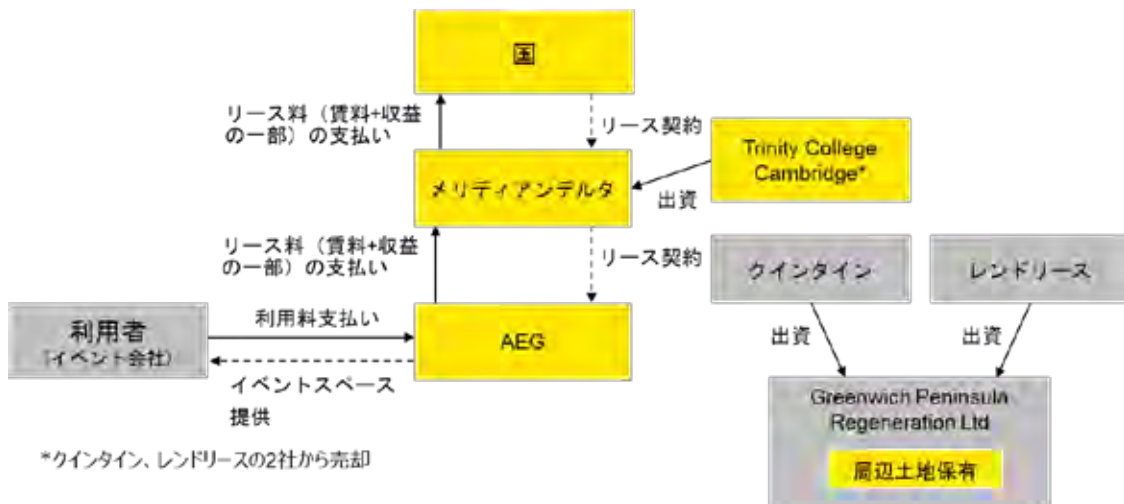 国
リース料（賃料+収益
の一部）の支払い
リース契約
Trinity College
Cambridge*
メリディアンデルタ
出資
リース料（賃料+収益
の一部）の支払い
リース契約
クインタイン
レンドリース
利用者
（イベント会社）
利用料支払い
AEG
出資
出資
イベントスペース
提供
Greenwich Peninsula
Regeneration Ltd
周辺土地保有
*クインタイン、レンドリースの2社から売却